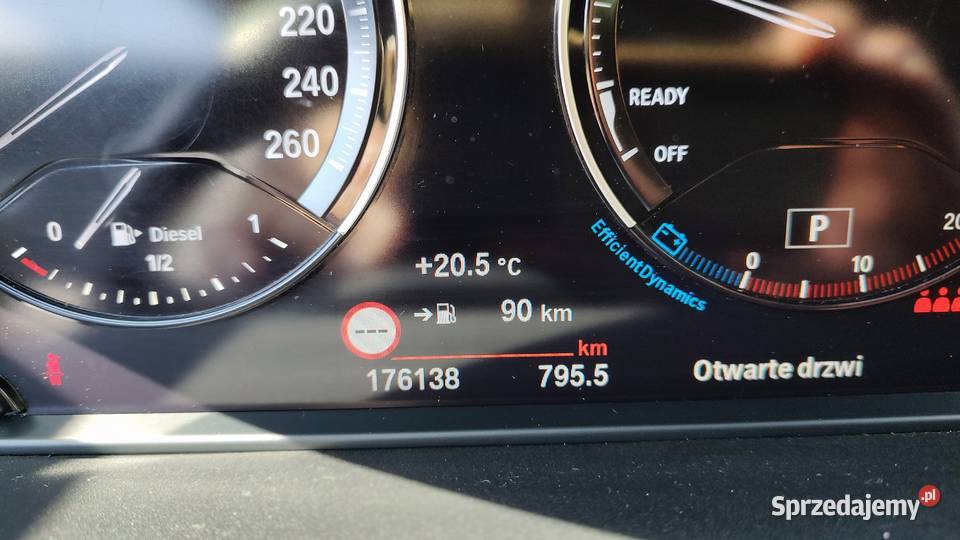 220
240
260
READY
OFF
0
Diesel
1
1/2
P
20
0
10
EfficientDynamics
+20.5 °C
---
90 km
km
176138
795.5
Otwarte drzwi
Sprzedajemy.pl